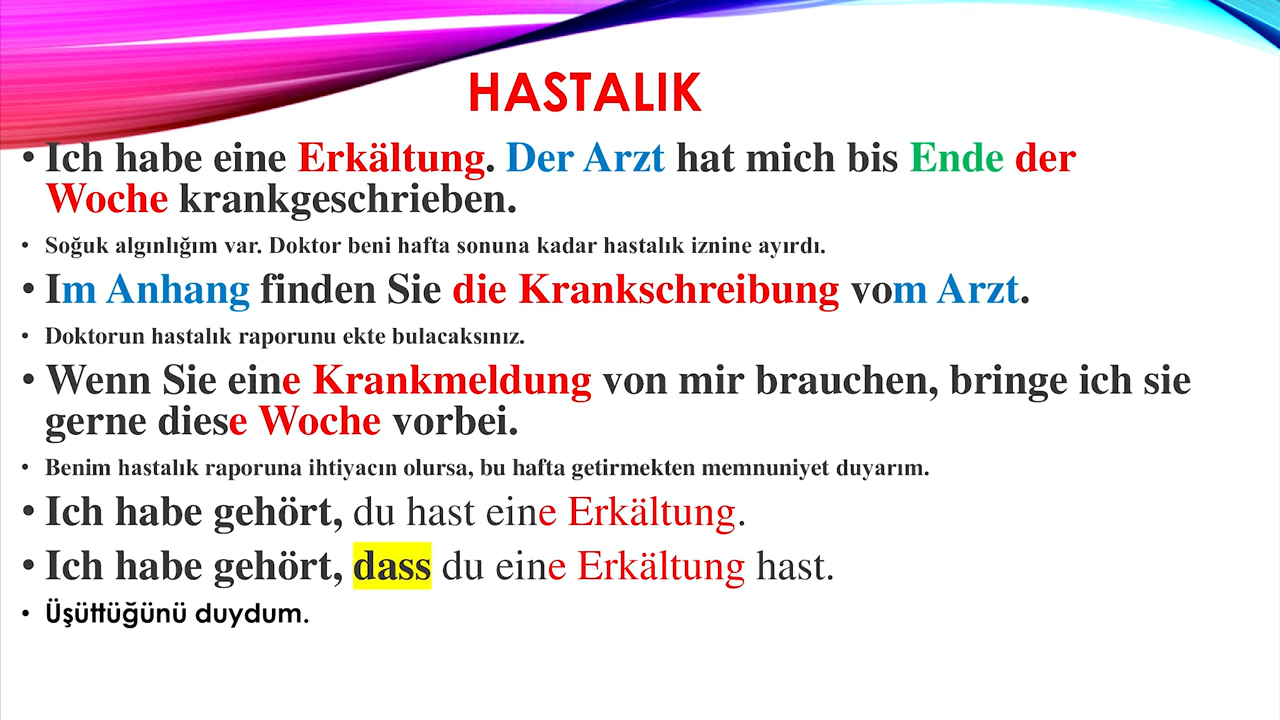 HASTALIK
• Ich habe eine Erkältung. Der Arzt hat mich bis Ende der
Woche krankgeschrieben.
• Soğuk algınlığım var. Doktor beni hafta sonuna kadar hastalık iznine ayırdı.
• Im Anhang finden Sie die Krankschreibung vom Arzt.
• Doktorun hastalık raporunu ekte bulacaksınız.
• Wenn Sie eine Krankmeldung von mir brauchen, bringe ich sie
gerne diese Woche vorbei.
• Benim hastalık raporuna ihtiyacın olursa, bu hafta getirmekten memnuniyet duyarım.
• Ich habe gehört, du hast eine Erkältung.
• Ich habe gehört, dass du eine Erkältung hast.
• Üşüttüğünü duydum.